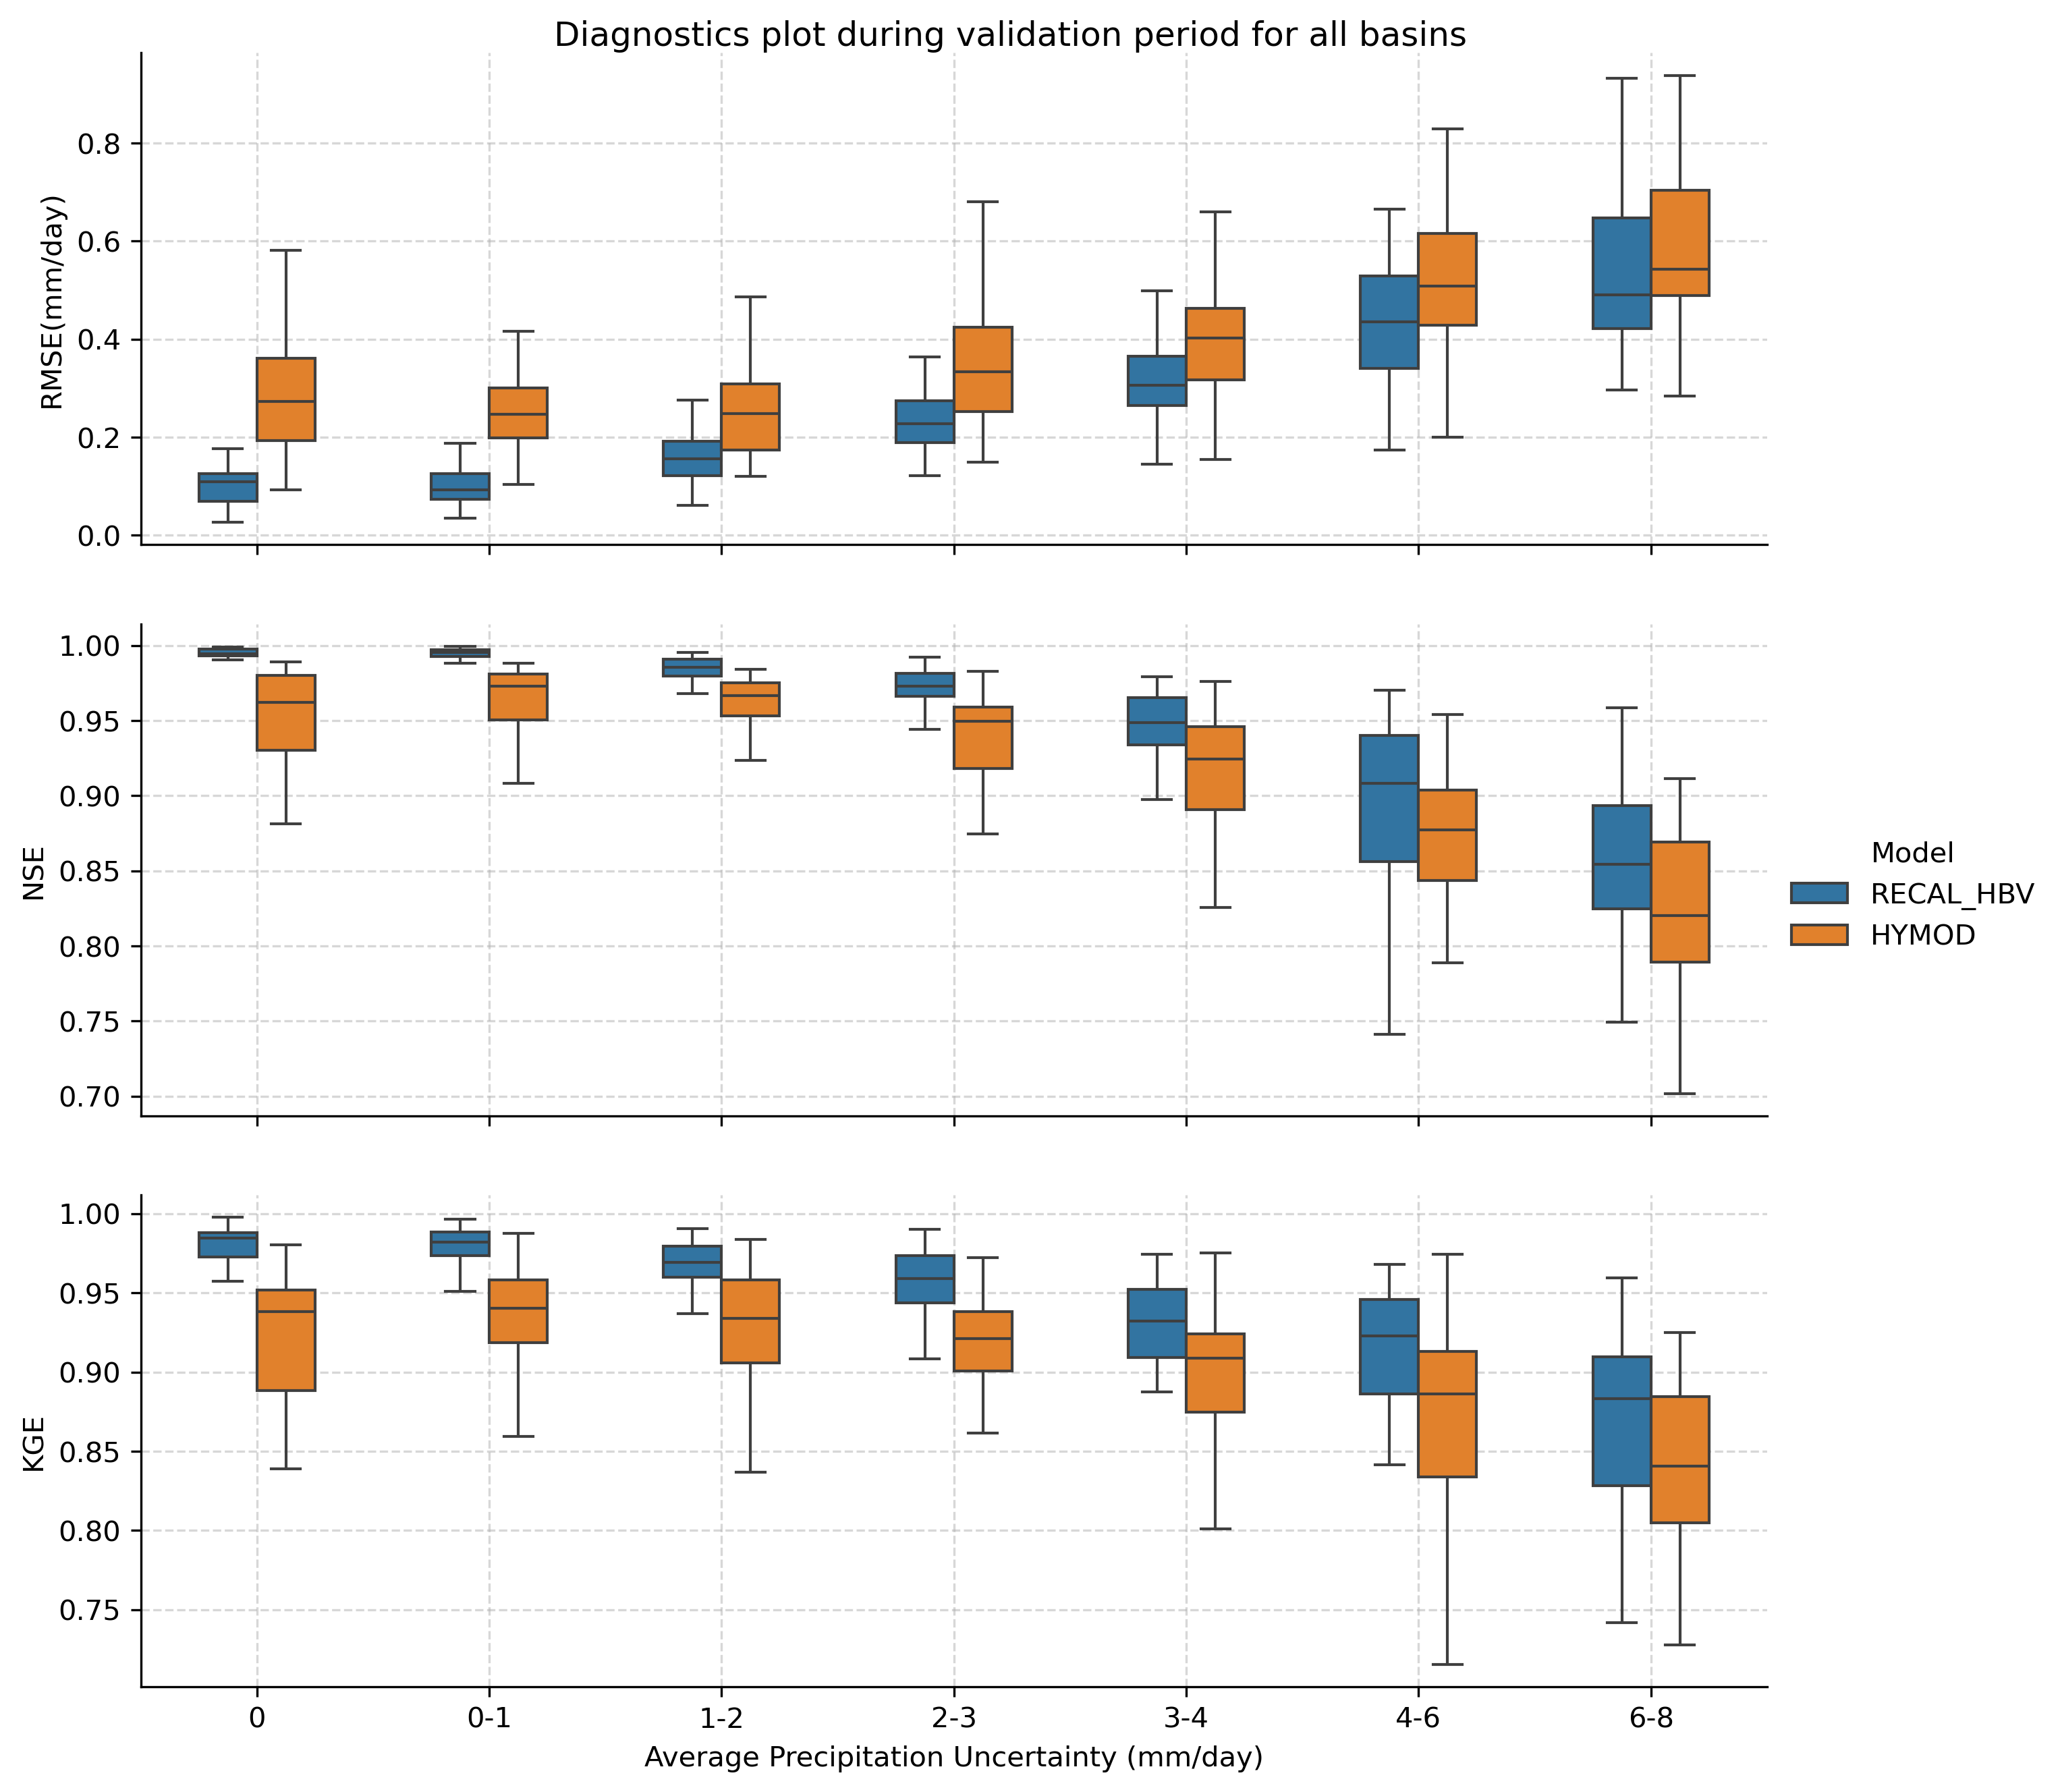 Diagnostics plot during validation period for all basins
RMSE(mm/day)
0.8
0.6
0.4
0.2
0.0
NSE
1.00
0.95
0.90
0.85
0.80
0.75
0.70
Model
RECAL_HBV
HYMOD
KGE
1.00
0.95
0.90
0.85
0.80
0.75
0 0-1 1-2 2-3 3-4 4-6 6-8
Average Precipitation Uncertainty (mm/day)